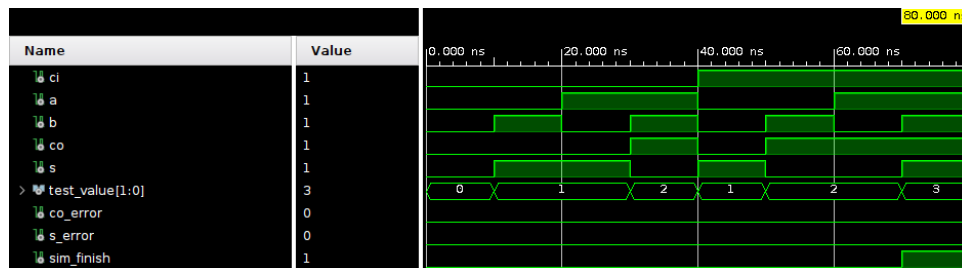 80.000 n
Name Value 0.000 ns 20.000 ns 40.000 ns 60.000 ns
ci 1
a 1
b 1
co 1
s 1
test_value[1:0] 3 0 1 2 1 2 3
co_error 0
s_error 0
sim_finish 1